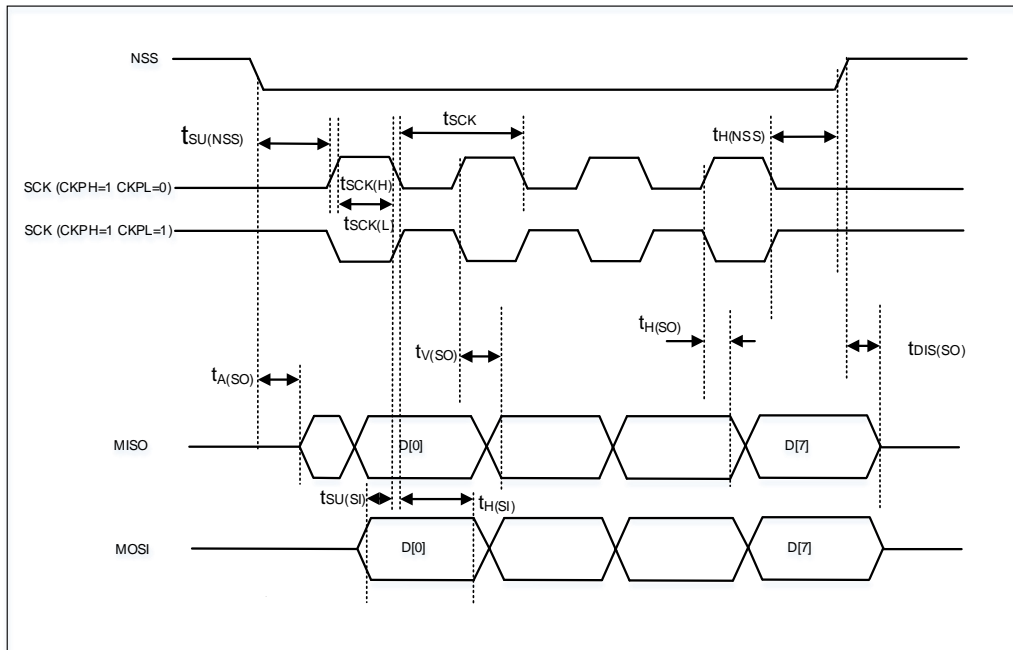 NSS
tSU(NSS)
tSCK
tH(NSS)
SCK (CKPH=1 CKPL=0)
tSCK(H)
tSCK(L)
SCK (CKPH=1 CKPL=1)
tH(SO)
tV(SO)
tDIS(SO)
tA(SO)
MISO
D[0]
D[7]
tSU(SI)
tH(SI)
MOSI
D[0]
D[7]